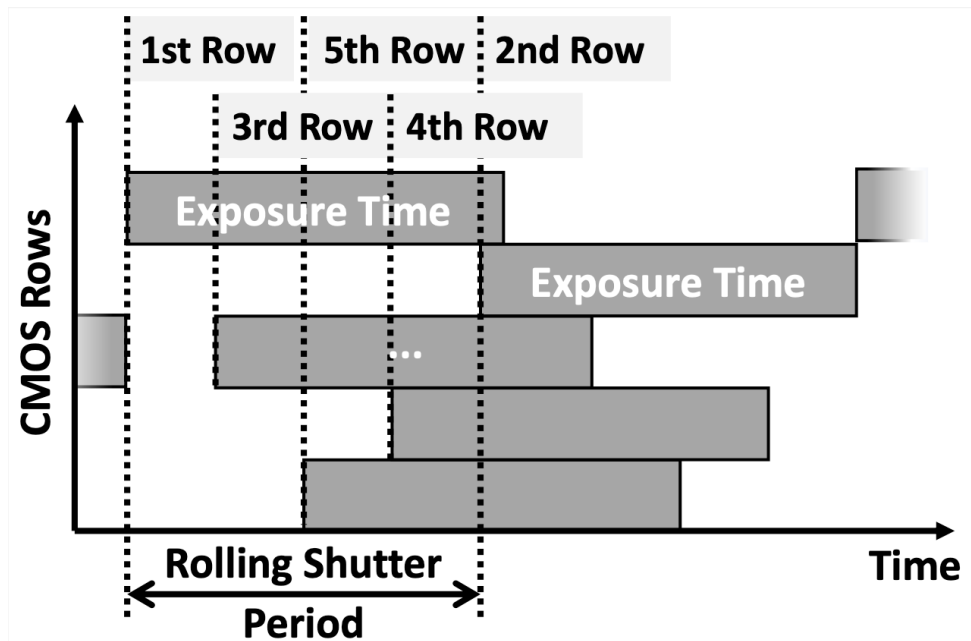 1st Row 5th Row 2nd Row
3rd Row 4th Row
Exposure Time
Exposure Time
...
CMOS Rows
Time
Rolling Shutter
Period